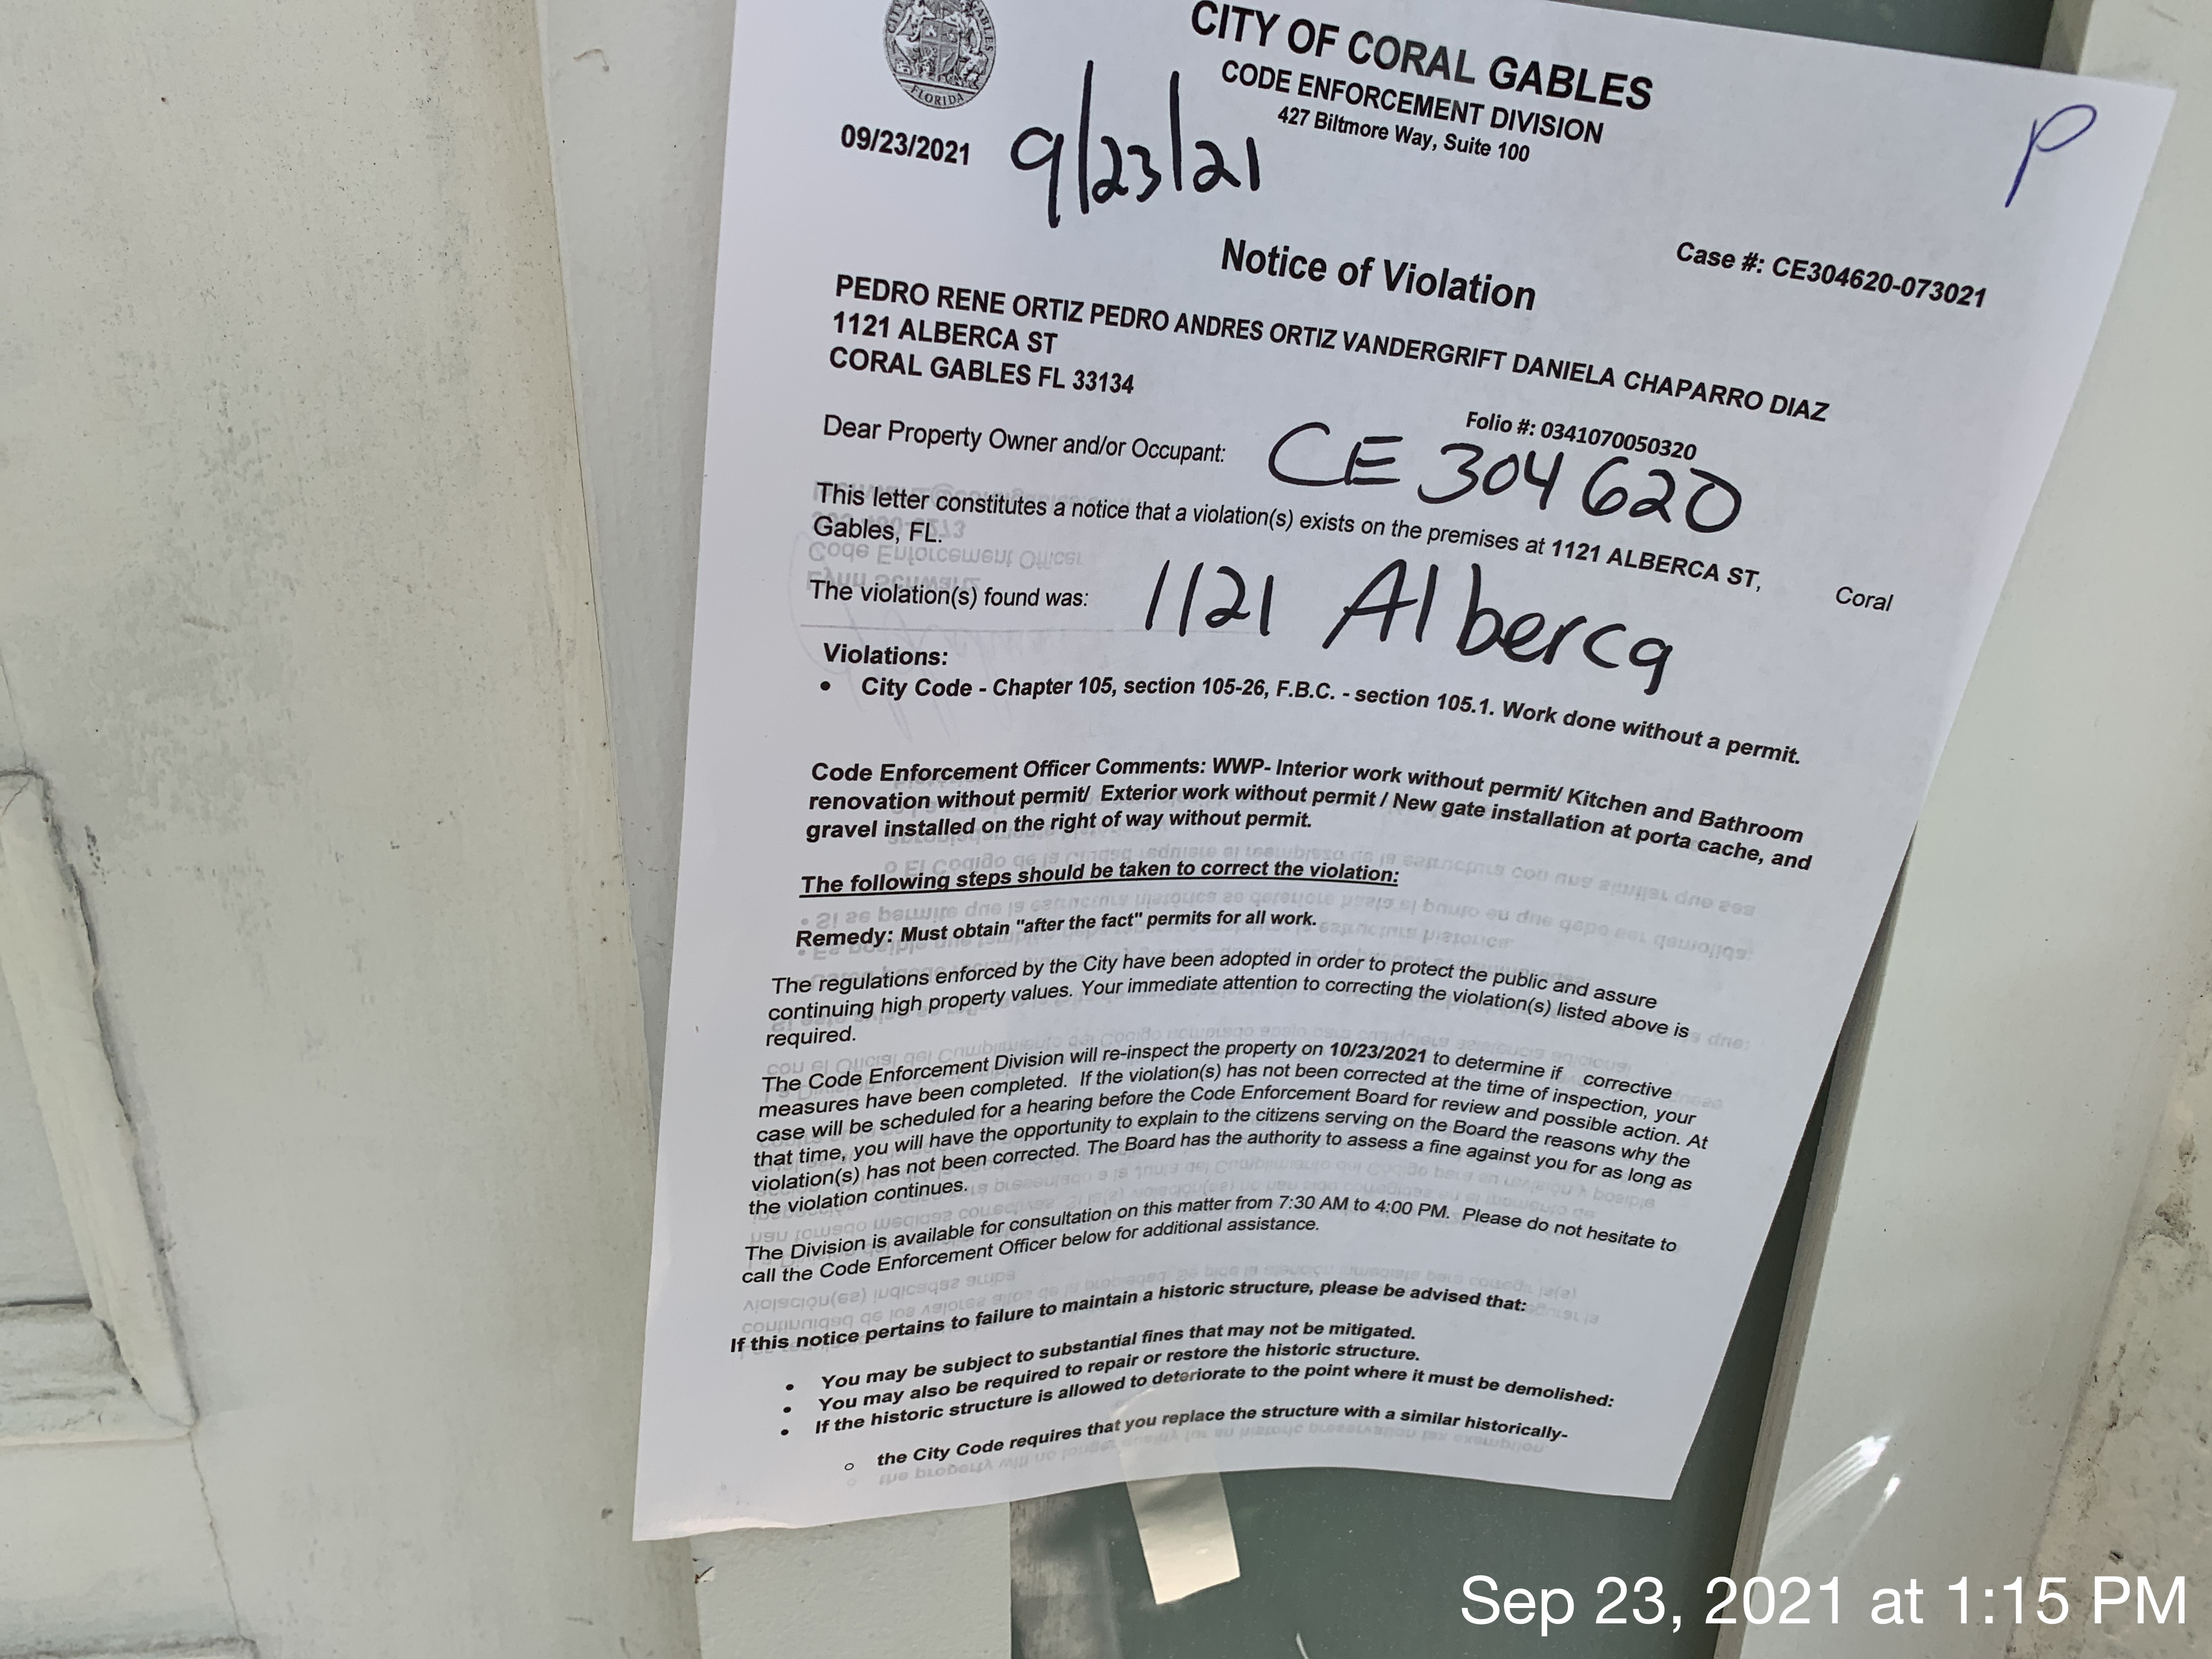 FLORIDA
CITY OF CORAL GABLES
CODE ENFORCEMENT DIVISION
427 Biltmore Way, Suite 100
P
09/23/2021
9/23/21
Case #: CE304620-073021
Notice of Violation
PEDRO RENE ORTIZ PEDRO ANDRES ORTIZ VANDERGRIFT DANIELA CHAPARRO DIAZ
1121 ALBERCA ST
CORAL GABLES FL 33134
Folio #: 0341070050320
Dear Property Owner and/or Occupant:
CE 304620
This letter constitutes a notice that a violation(s) exists on the premises at 1121 ALBERCA ST, Coral
Gables, FL.
Code Enforcement Officer
Lynn Schwartz
The violation(s) found was:
1121 Alberca
Violations:
• City Code - Chapter 105, section 105-26, F.B.C. - section 105.1. Work done without a permit.
Code Enforcement Officer Comments: WWP- Interior work without permit/ Kitchen and Bathroom
renovation without permit/ Exterior work without permit / New gate installation at porta cache, and
gravel installed on the right of way without permit.
The following steps should be taken to correct the violation:
Remedy: Must obtain "after the fact" permits for all work.
The regulations enforced by the City have been adopted in order to protect the public and assure
continuing high property values. Your immediate attention to correcting the violation(s) listed above is
required.
The Code Enforcement Division will re-inspect the property on 10/23/2021 to determine if corrective
measures have been completed. If the violation(s) has not been corrected at the time of inspection, your
case will be scheduled for a hearing before the Code Enforcement Board for review and possible action. At
that time, you will have the opportunity to explain to the citizens serving on the Board the reasons why the
violation(s) has not been corrected. The Board has the authority to assess a fine against you for as long as
the violation continues.
The Division is available for consultation on this matter from 7:30 AM to 4:00 PM. Please do not hesitate to
call the Code Enforcement Officer below for additional assistance.
If this notice pertains to failure to maintain a historic structure, please be advised that:
• You may be subject to substantial fines that may not be mitigated.
• You may also be required to repair or restore the historic structure.
• If the historic structure is allowed to deteriorate to the point where it must be demolished:
o the City Code requires that you replace the structure with a similar historically-
o the property will no longer qualify for an historic preservation tax exemption
Sep 23, 2021 at 1:15 PM